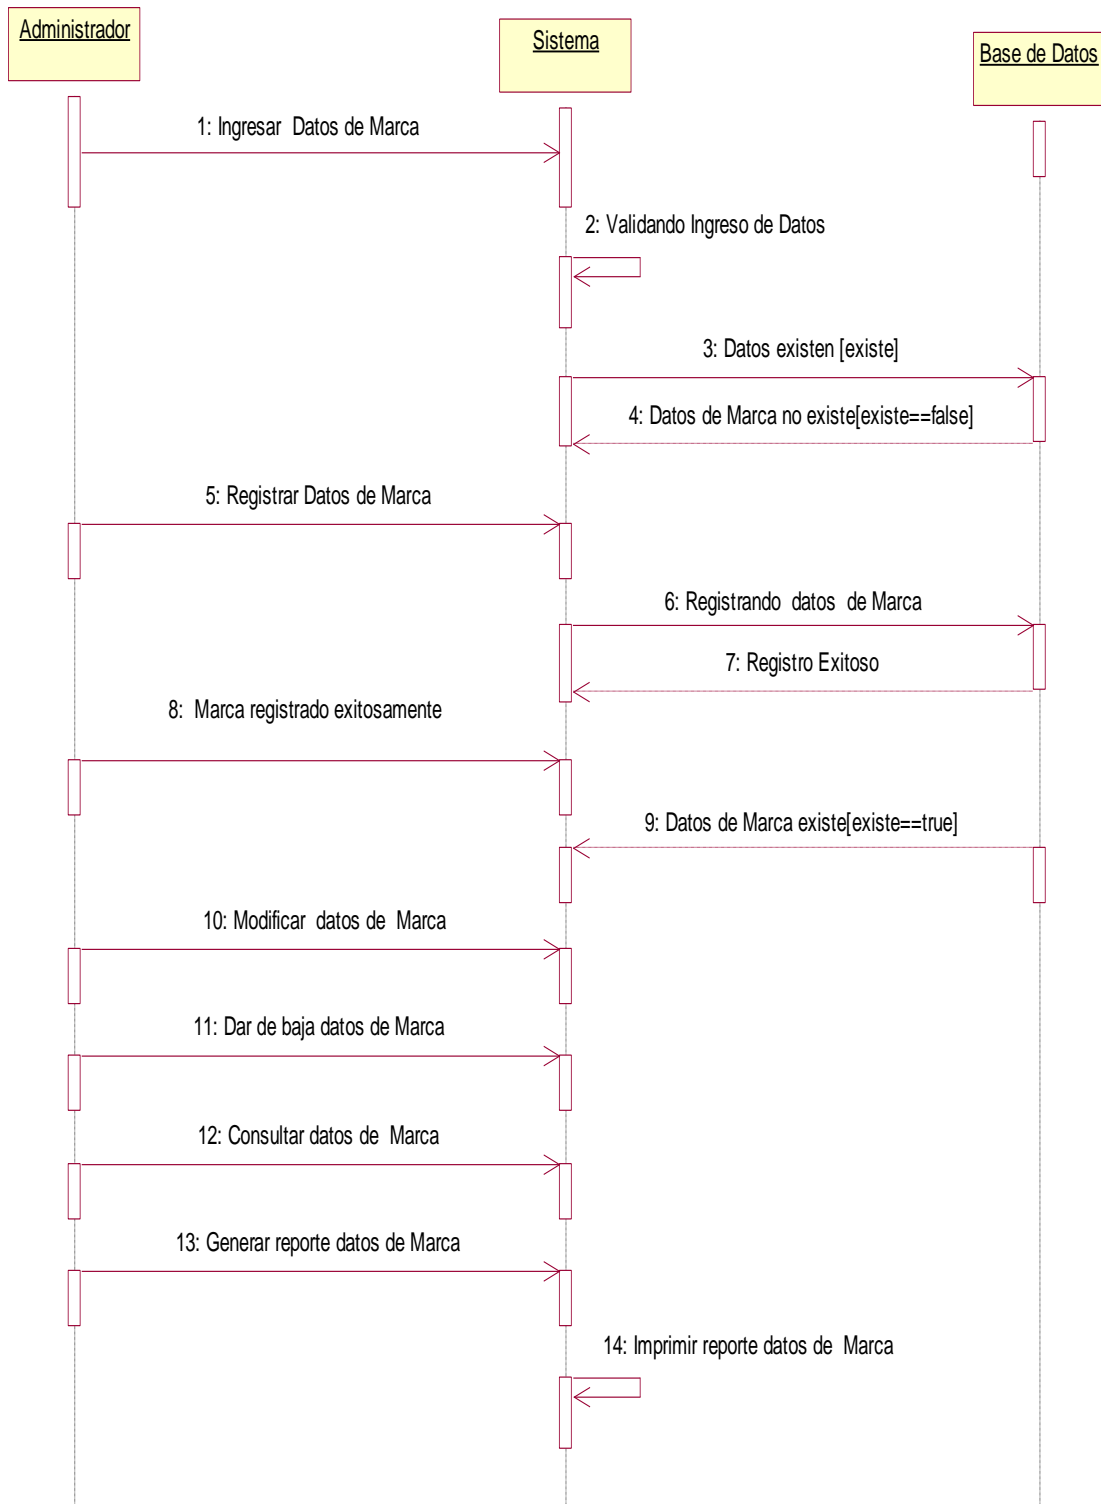 Administrador
Sistema
Base de Datos
1: Ingresar Datos de Marca
2: Validando Ingreso de Datos
3: Datos existen [existe]
4: Datos de Marca no existe[existe==false]
5: Registrar Datos de Marca
6: Registrando datos de Marca
7: Registro Exitoso
8: Marca registrado exitosamente
9: Datos de Marca existe[existe==true]
10: Modificar datos de Marca
11: Dar de baja datos de Marca
12: Consultar datos de Marca
13: Generar reporte datos de Marca
14: Imprimir reporte datos de Marca